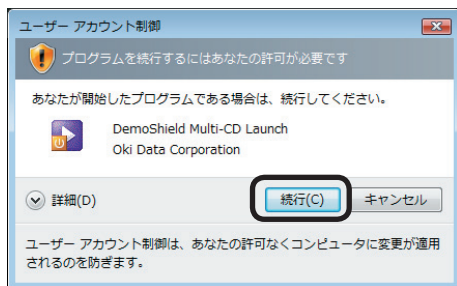 ユーザー アカウント制御
プログラムを続行するにはあなたの許可が必要です
あなたが開始したプログラムである場合は、続行してください。
DemoShield Multi-CD Launch
Oki Data Corporation
詳細(D)
続行(C)
キャンセル
ユーザー アカウント制御は、あなたの許可なくコンピュータに変更が適用
されるのを防ぎます。